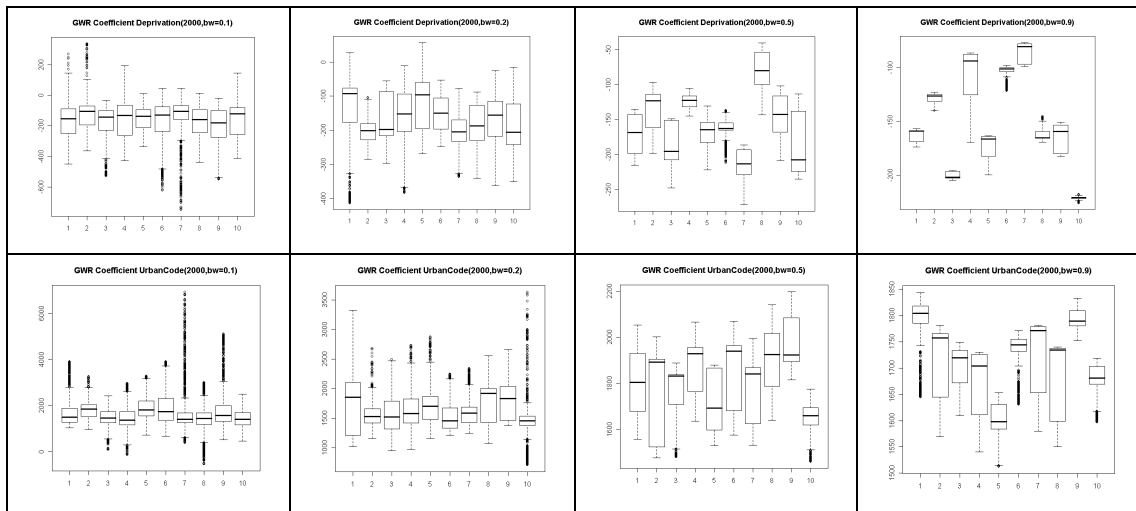 GWR Coefficient Deprivation(2000,bw=0.1)
200
0
-200
-400
-600
1 2 3 4 5 6 7 8 9 10
GWR Coefficient Deprivation(2000,bw=0.2)
0
-100
-200
-300
-400
1 2 3 4 5 6 7 8 9 10
GWR Coefficient Deprivation(2000,bw=0.5)
-50
-100
-150
-200
-250
1 2 3 4 5 6 7 8 9 10
GWR Coefficient Deprivation(2000,bw=0.9)
-100
-150
-200
1 2 3 4 5 6 7 8 9 10
GWR Coefficient UrbanCode(2000,bw=0.1)
6000
4000
2000
0
1 2 3 4 5 6 7 8 9 10
GWR Coefficient UrbanCode(2000,bw=0.2)
3500
3000
2500
2000
1500
1000
1 2 3 4 5 6 7 8 9 10
GWR Coefficient UrbanCode(2000,bw=0.5)
2200
2000
1800
1600
1 2 3 4 5 6 7 8 9 10
GWR Coefficient UrbanCode(2000,bw=0.9)
1850
1800
1750
1700
1650
1600
1550
1500
1 2 3 4 5 6 7 8 9 10